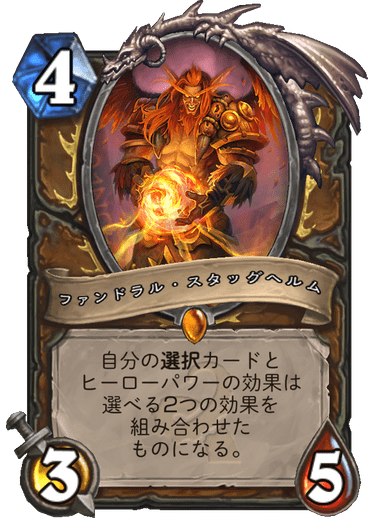 4
ファンドラル・スタッグヘルム
自分の選択カードと
ヒーローパワーの効果は
選べる2つの効果を
組み合わせた
ものになる。
3
5